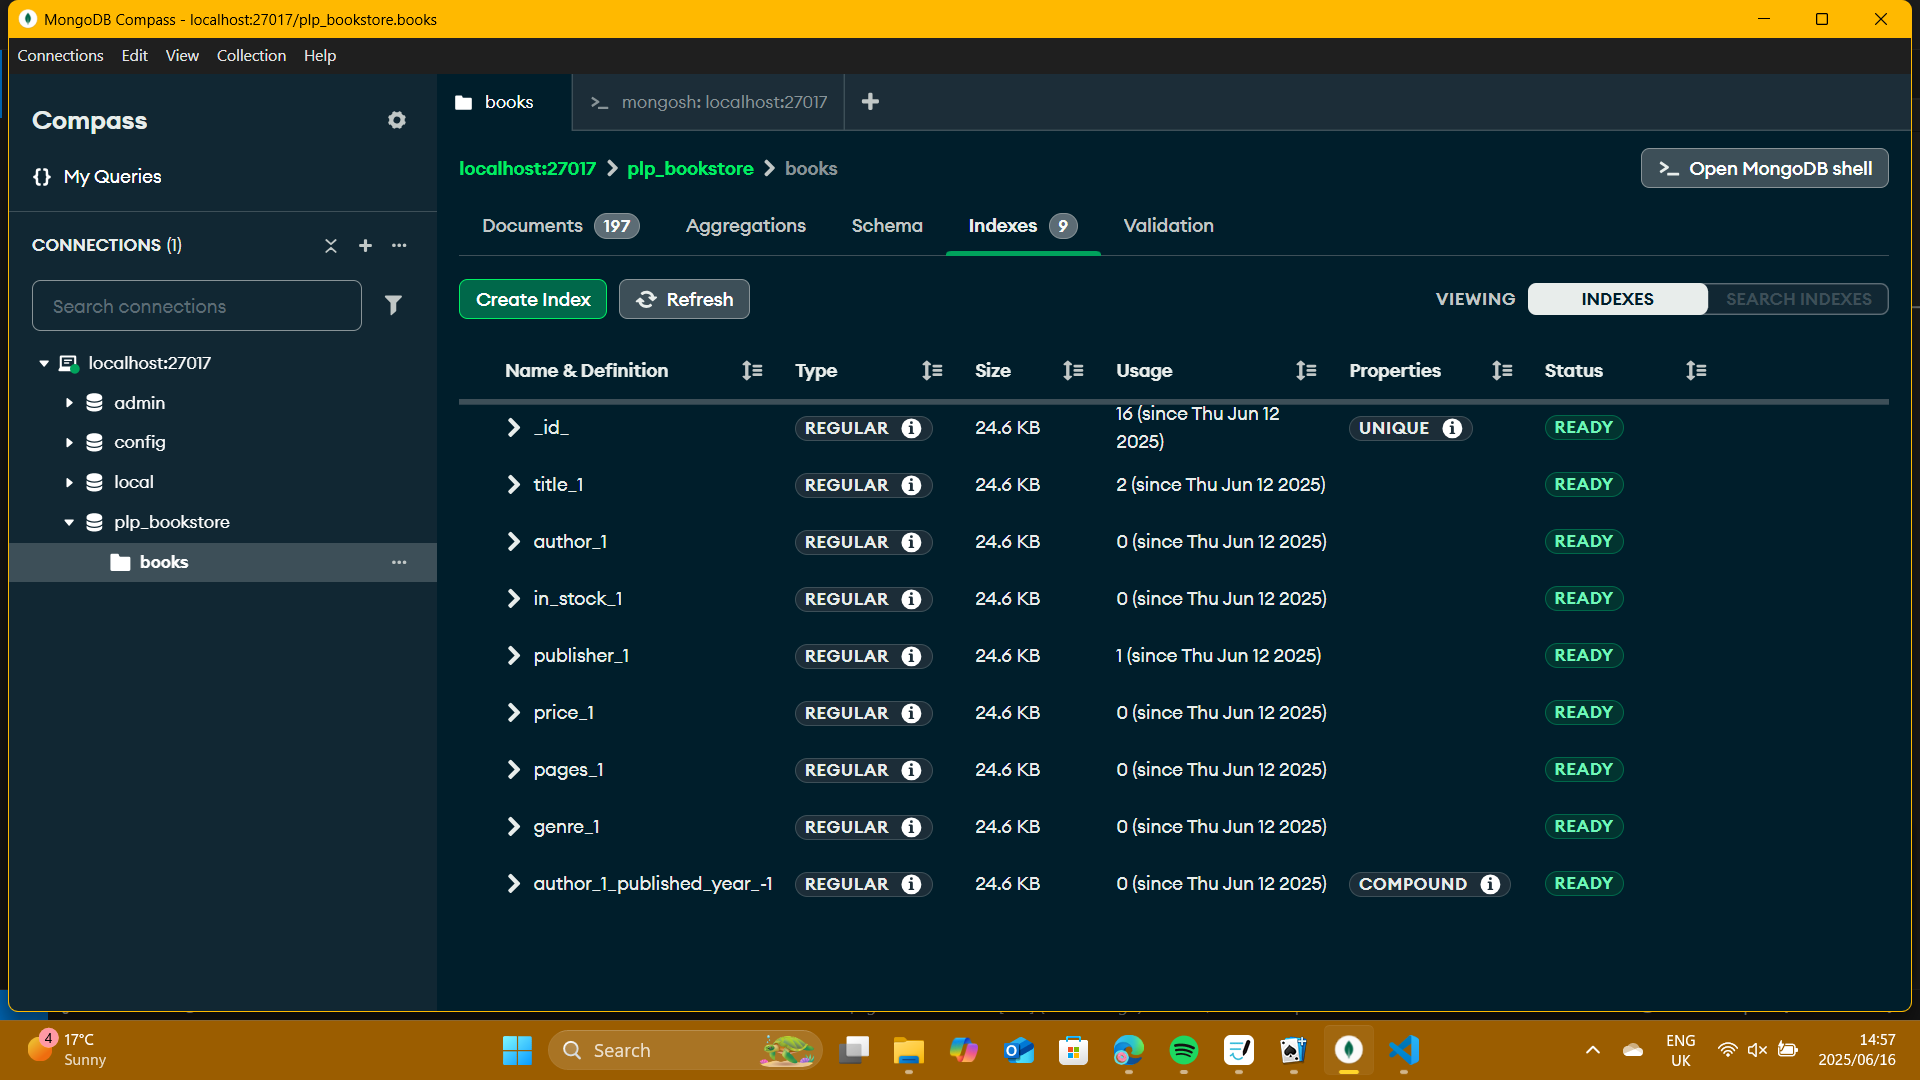 MongoDB Compass - localhost:27017/plp_bookstore.books
Connections Edit View Collection Help
Compass
My Queries
CONNECTIONS (1)
Search connections
localhost:27017
admin
config
local
plp_bookstore
books
books
mongosh: localhost:27017
localhost:27017 plp_bookstore books
Open MongoDB shell
Documents 197 Aggregations Schema Indexes 9 Validation
Create Index Refresh
VIEWING INDEXES SEARCH INDEXES
Name & Definition Type Size Usage Properties Status
_id_ REGULAR 24.6 KB 16 (since Thu Jun 12 2025) UNIQUE READY
title_1 REGULAR 24.6 KB 2 (since Thu Jun 12 2025) READY
author_1 REGULAR 24.6 KB 0 (since Thu Jun 12 2025) READY
in_stock_1 REGULAR 24.6 KB 0 (since Thu Jun 12 2025) READY
publisher_1 REGULAR 24.6 KB 1 (since Thu Jun 12 2025) READY
price_1 REGULAR 24.6 KB 0 (since Thu Jun 12 2025) READY
pages_1 REGULAR 24.6 KB 0 (since Thu Jun 12 2025) READY
genre_1 REGULAR 24.6 KB 0 (since Thu Jun 12 2025) READY
author_1_published_year_-1 REGULAR 24.6 KB 0 (since Thu Jun 12 2025) COMPOUND READY
4
17°C
Sunny
Search
ENG
UK
14:57
2025/06/16